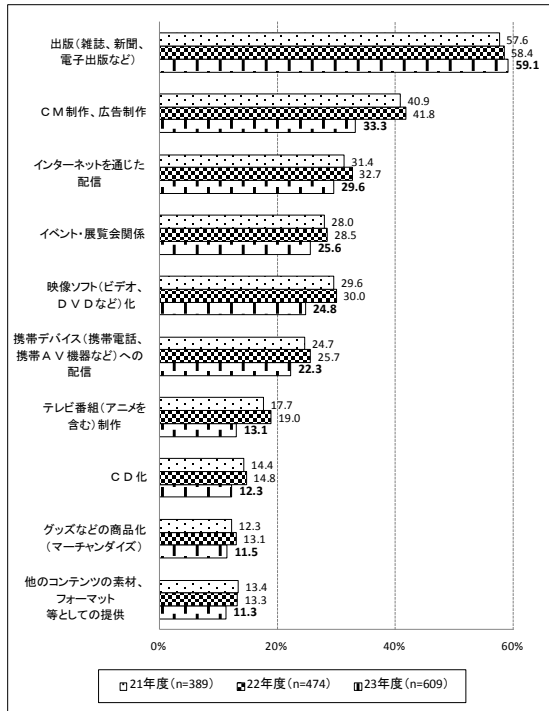 出版（雑誌、新聞、
電子出版など）
57.6
58.4
59.1
ＣＭ制作、広告制作
40.9
41.8
33.3
インターネットを通じた
配信
31.4
32.7
29.6
イベント・展覧会関係
28.0
28.5
25.6
映像ソフト（ビデオ、
ＤＶＤなど）化
29.6
30.0
24.8
携帯デバイス（携帯電話、
携帯ＡＶ機器など）への
配信
24.7
25.7
22.3
テレビ番組（アニメを
含む）制作
17.7
19.0
13.1
ＣＤ化
14.4
14.8
12.3
グッズなどの商品化
（マーチャンダイズ）
12.3
13.1
11.5
他のコンテンツの素材、
フォーマット
等としての提供
13.4
13.3
11.3
0% 20% 40% 60%
21年度(n=389) 22年度(n=474) 23年度(n=609)